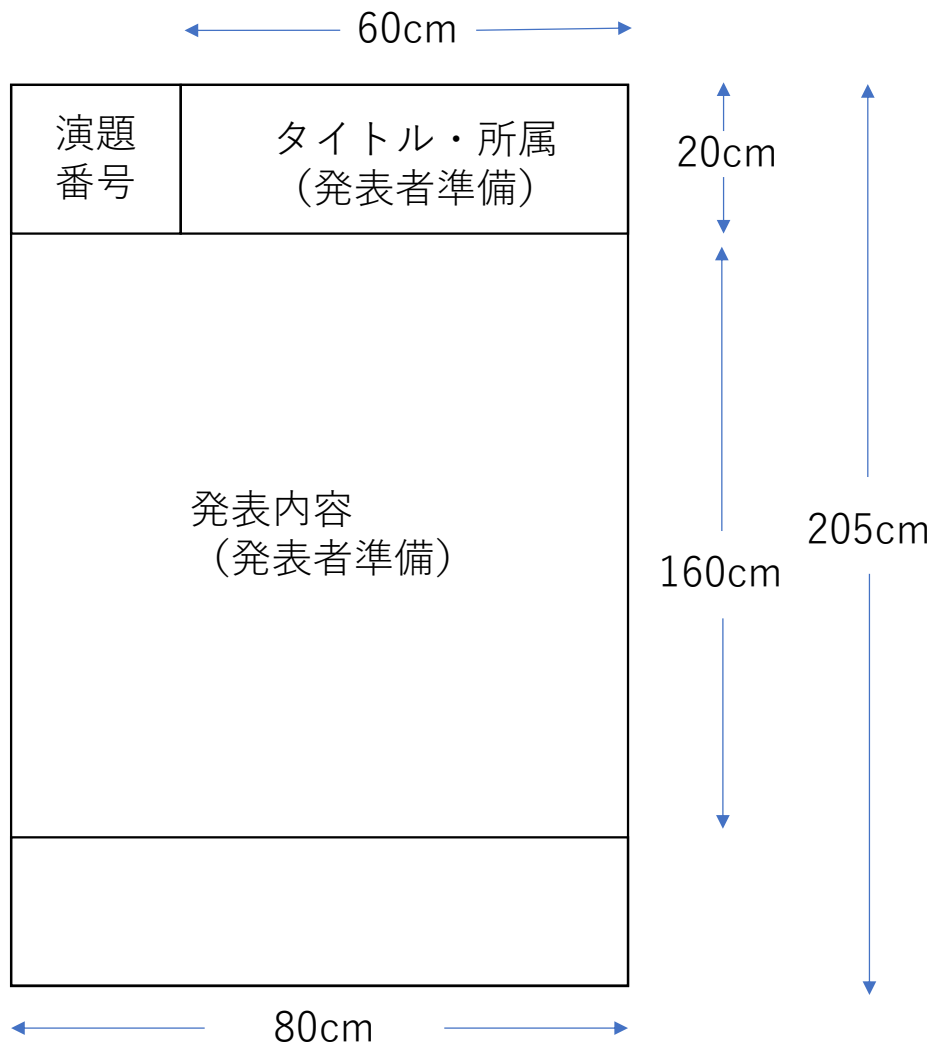 60cm
演題
番号
タイトル・所属
（発表者準備）
20cm
発表内容
（発表者準備）
160cm
205cm
80cm